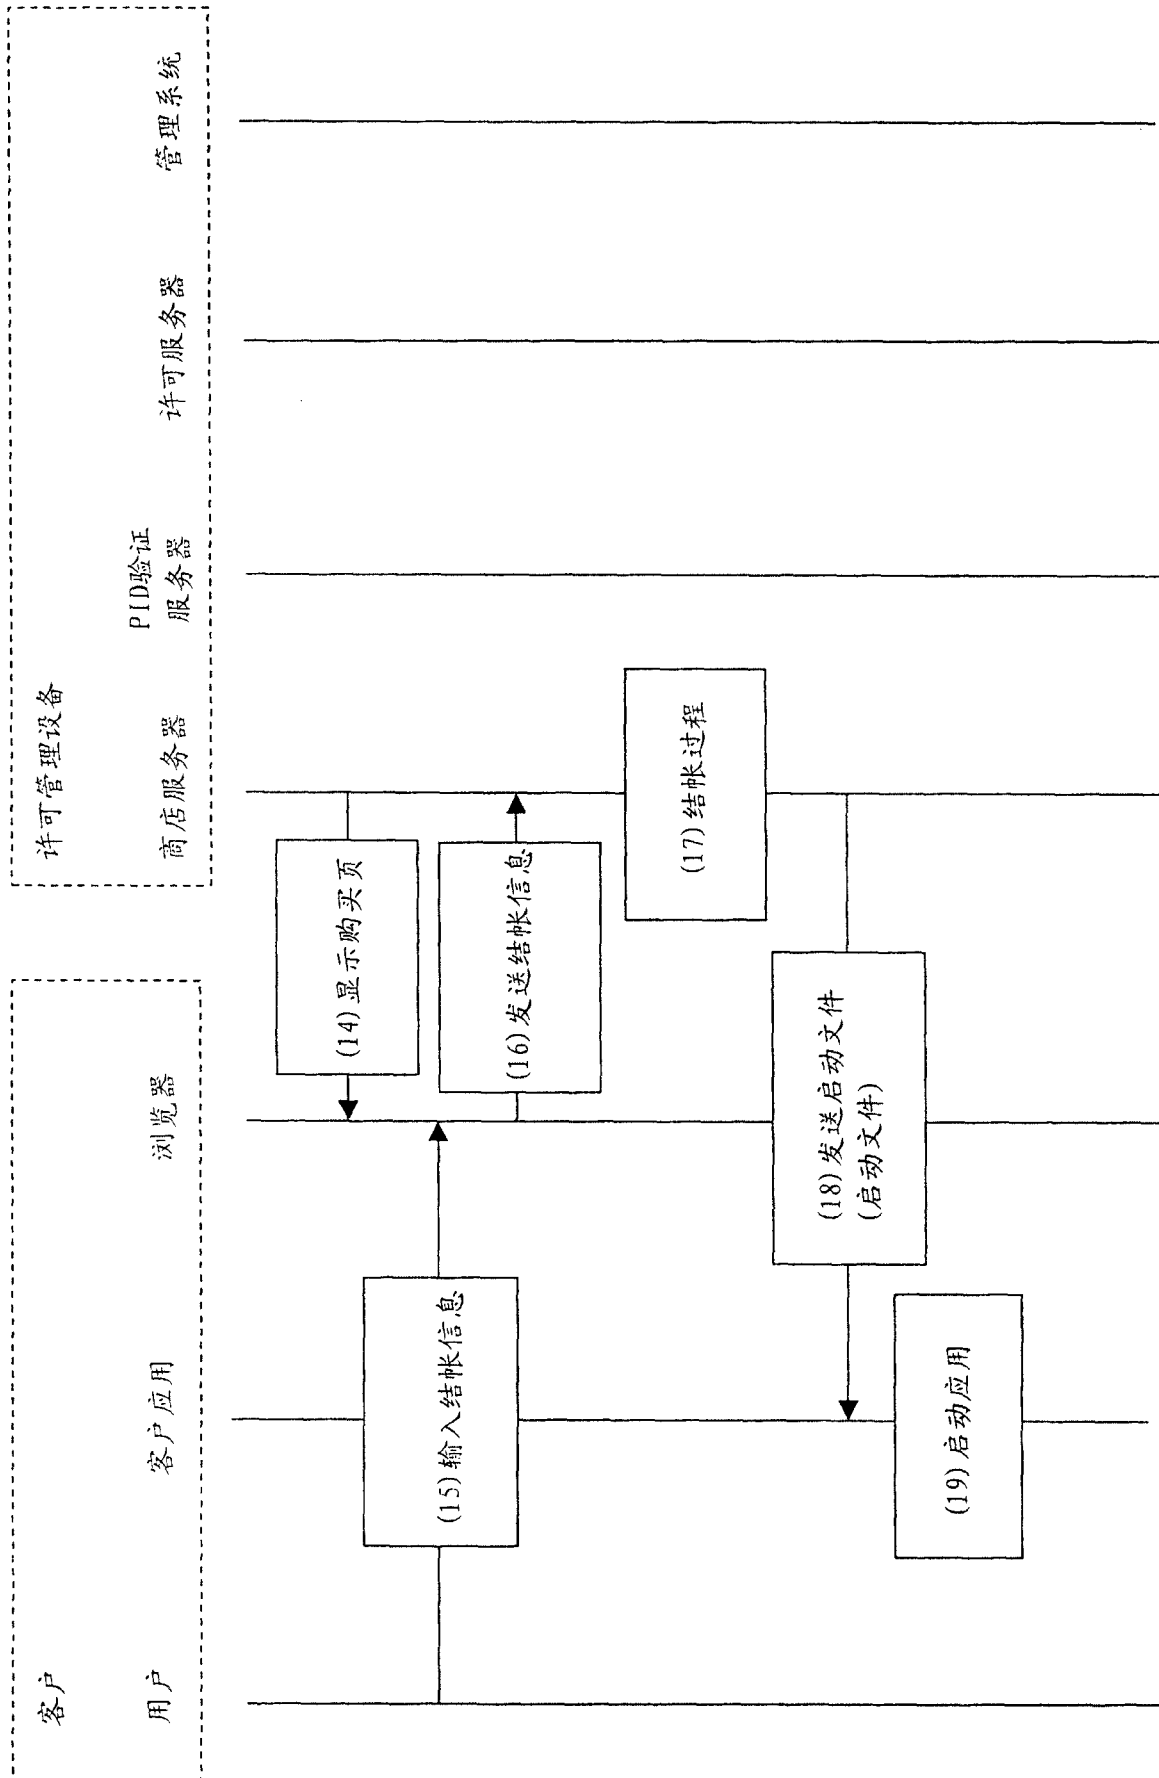 客户
许可管理设备
用户
客户应用
浏览器
商店服务器
PID验证
服务器
许可服务器
管理系统
(14)显示购买页
(15)输入结帐信息
(16)发送结帐信息
(17)结帐过程
(18)发送启动文件
(启动文件)
(19)启动应用